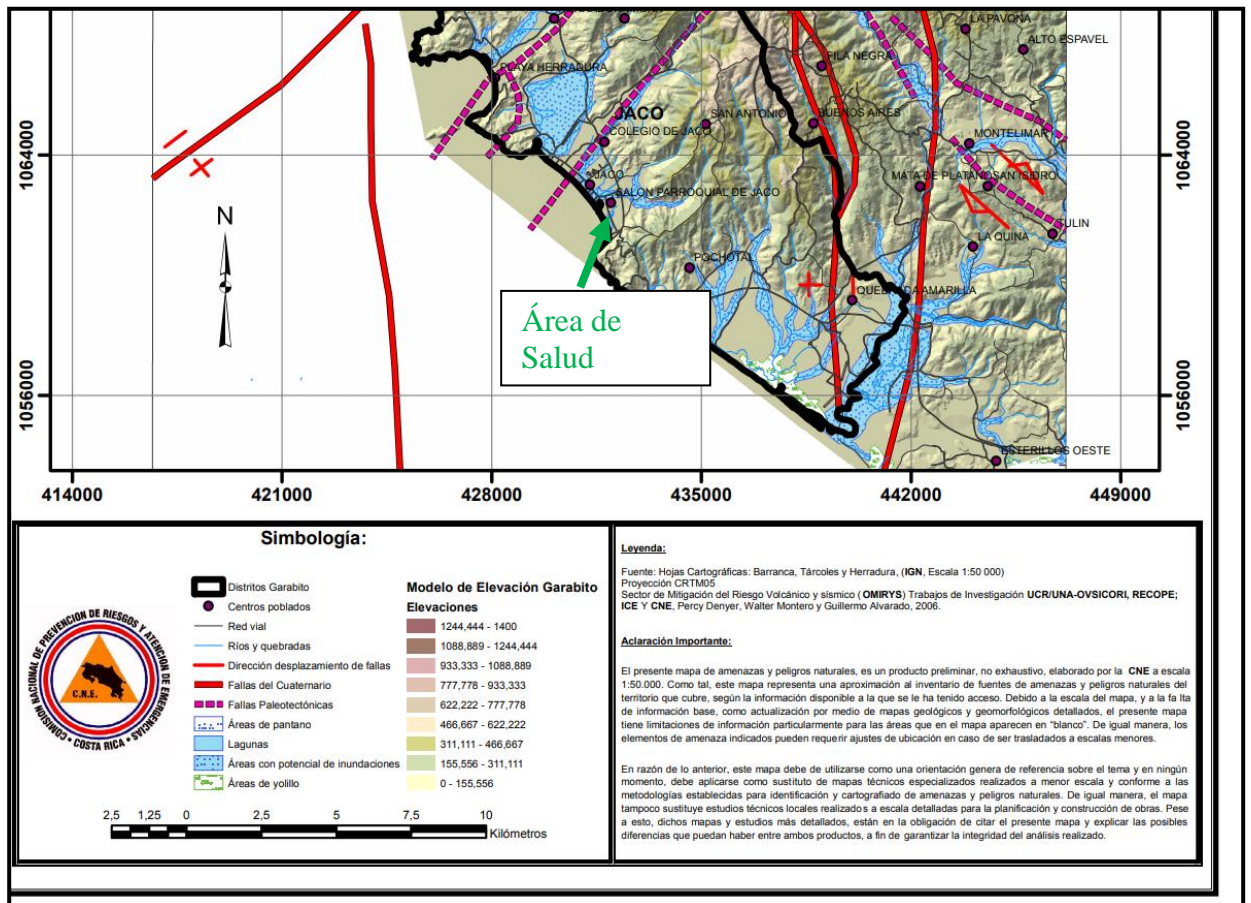 LA PAVONA
ALTO ESPAVEL
FILA NEGRA
PLAYA HERRADURA
JACO
SAN ANTONIO
BUENOS AIRES
COLEGIO DE JACO
MONTELIMAR
1064000
1064000
JACO
MATA DE PLATANO
SAN ISIDRO
SALON PARROQUIAL DE JACO
N
TULIN
LA QUINA
POCHOTAL
QUEBRADA AMARILLA
Área de
Salud
1056000
1056000
ESTERILLOS OESTE
414000
421000
428000
435000
442000
449000
Simbología:
Distritos Garabito
Centros poblados
Red vial
Ríos y quebradas
Dirección desplazamiento de fallas
Fallas del Cuaternario
Fallas Paleotectónicas
Áreas de pantano
Lagunas
Áreas con potencial de inundaciones
Áreas de yolillo
Modelo de Elevación Garabito
Elevaciones
1244,444 - 1400
1088,889 - 1244,444
933,333 - 1088,889
777,778 - 933,333
622,222 - 777,778
466,667 - 622,222
311,111 - 466,667
155,556 - 311,111
0 - 155,556
COMISION NACIONAL DE PREVENCION DE RIESGOS Y ATENCION DE EMERGENCIAS
C.N.E.
• COSTA RICA •
2,5 1,25 0 2,5 5 7,5 10
Kilómetros
Leyenda:
Fuente: Hojas Cartográficas: Barranca, Tárcoles y Herradura, (IGN, Escala 1:50 000)
Proyección CRTM05
Sector de Mitigación del Riesgo Volcánico y sísmico ( OMIRYS) Trabajos de Investigación UCR/UNA-OVSICORI, RECOPE;
ICE Y CNE, Percy Denyer, Walter Montero y Guillermo Alvarado, 2006.
Aclaración Importante:
El presente mapa de amenazas y peligros naturales, es un producto preliminar, no exhaustivo, elaborado por la CNE a escala
1:50.000. Como tal, este mapa representa una aproximación al inventario de fuentes de amenazas y peligros naturales del
territorio que cubre, según la información disponible a la que se le ha tenido acceso. Debido a la escala del mapa, y a la fa lta
de información base, como actualización por medio de mapas geológicos y geomorfológicos detallados, el presente mapa
tiene limitaciones de información particularmente para las áreas que en el mapa aparecen en "blanco". De igual manera, los
elementos de amenaza indicados pueden requerir ajustes de ubicación en caso de ser trasladados a escalas menores.
En razón de lo anterior, este mapa debe de utilizarse como una orientación genera de referencia sobre el tema y en ningún
momento, debe aplicarse como sustituto de mapas técnicos especializados realizados a menor escala y conforme a las
metodologías establecidas para identificación y cartografiado de amenazas y peligros naturales. De igual manera, el mapa
tampoco sustituye estudios técnicos locales realizados a escala detalladas para la planificación y construcción de obras. Pese
a esto, dichos mapas y estudios más detallados, están en la obligación de citar el presente mapa y explicar las posibles
diferencias que puedan haber entre ambos productos, a fin de garantizar la integridad del análisis realizado.